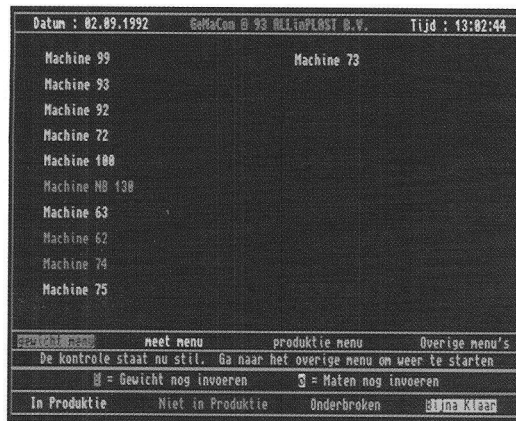 Datum : 02.09.1992 GeMaCon @ 93 ALLinPLAST B.V. Tijd : 13:02:44
Machine 99 Machine 73
Machine 93
Machine 92
Machine 72
Machine 100
Machine NB 130
Machine 63
Machine 62
Machine 74
Machine 75
gewicht menu meet menu produktie menu Overige menu's
De kontrole staat nu stil. Ga naar het overige menu om weer te starten
= Gewicht nog invoeren = Maten nog invoeren
In Produktie Niet in Produktie Onderbroken Bijna Klaar